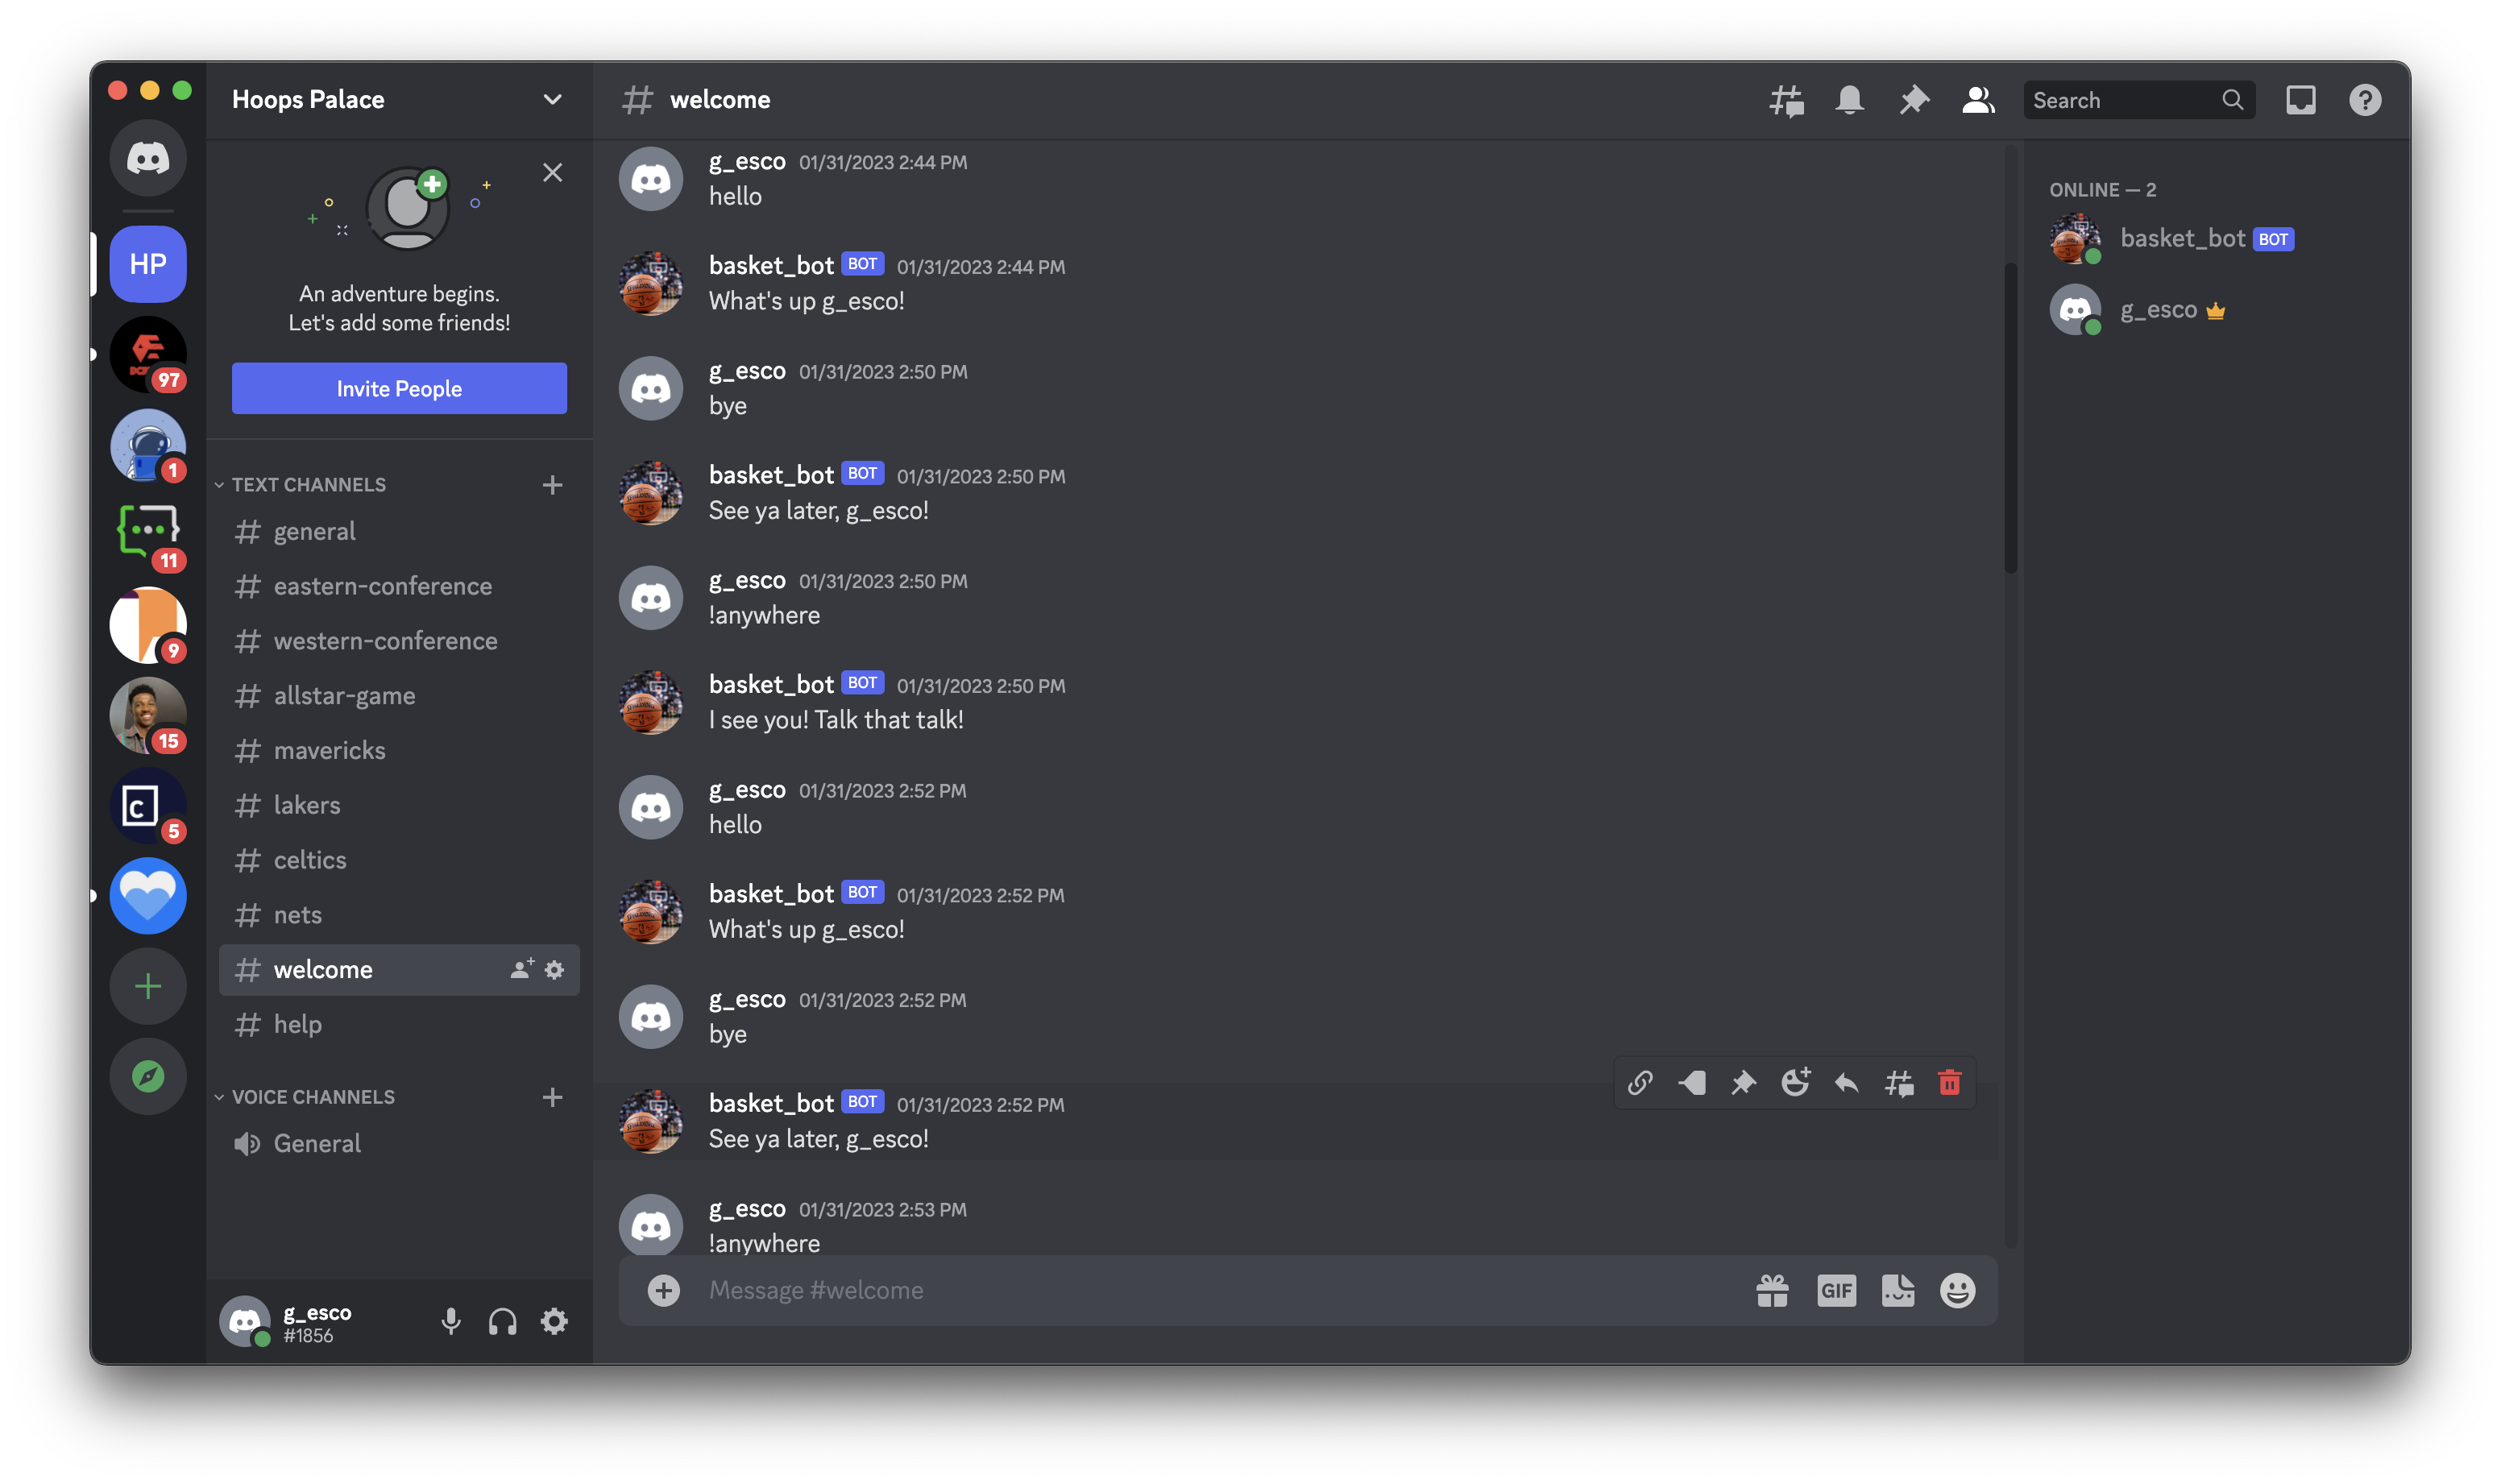 Hoops Palace
An adventure begins.
Let's add some friends!
Invite People
HP
97
1
11
9
15
C
5
TEXT CHANNELS
general
eastern-conference
western-conference
allstar-game
mavericks
lakers
celtics
nets
welcome
help
VOICE CHANNELS
General
g_esco
#1856
# welcome
Search
g_esco 01/31/2023 2:44 PM
hello
basket_bot BOT 01/31/2023 2:44 PM
What's up g_esco!
g_esco 01/31/2023 2:50 PM
bye
basket_bot BOT 01/31/2023 2:50 PM
See ya later, g_esco!
g_esco 01/31/2023 2:50 PM
!anywhere
basket_bot BOT 01/31/2023 2:50 PM
I see you! Talk that talk!
g_esco 01/31/2023 2:52 PM
hello
basket_bot BOT 01/31/2023 2:52 PM
What's up g_esco!
g_esco 01/31/2023 2:52 PM
bye
basket_bot BOT 01/31/2023 2:52 PM
See ya later, g_esco!
g_esco 01/31/2023 2:53 PM
!anywhere
Message #welcome
GIF
ONLINE — 2
basket_bot BOT
g_esco